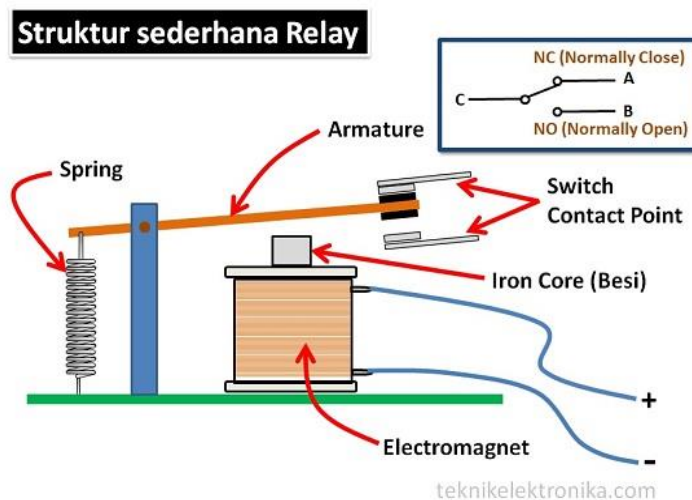 Struktur sederhana Relay
NC (Normally Close)
A
C
B
NO (Normally Open)
Armature
Spring
Switch
Contact Point
Iron Core (Besi)
+
Electromagnet
-
teknikelektronika.com